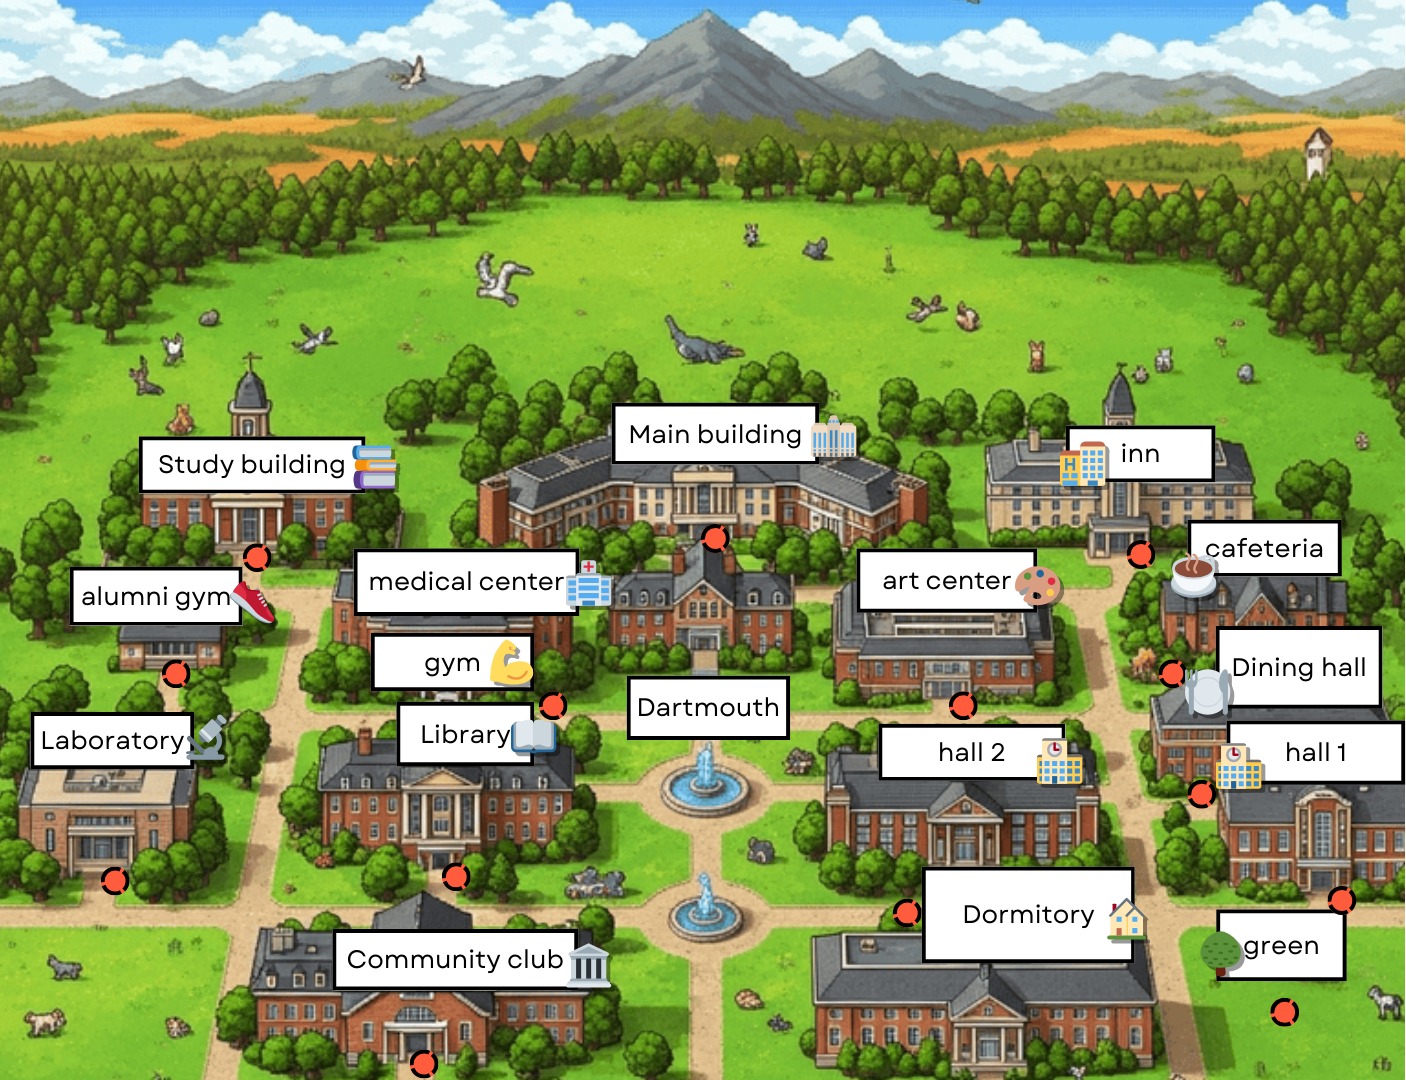 Main building
inn
Study building
cafeteria
medical center
art center
alumni gym
gym
Dining hall
Dartmouth
Library
Laboratory
hall 2
hall 1
Dormitory
green
Community club